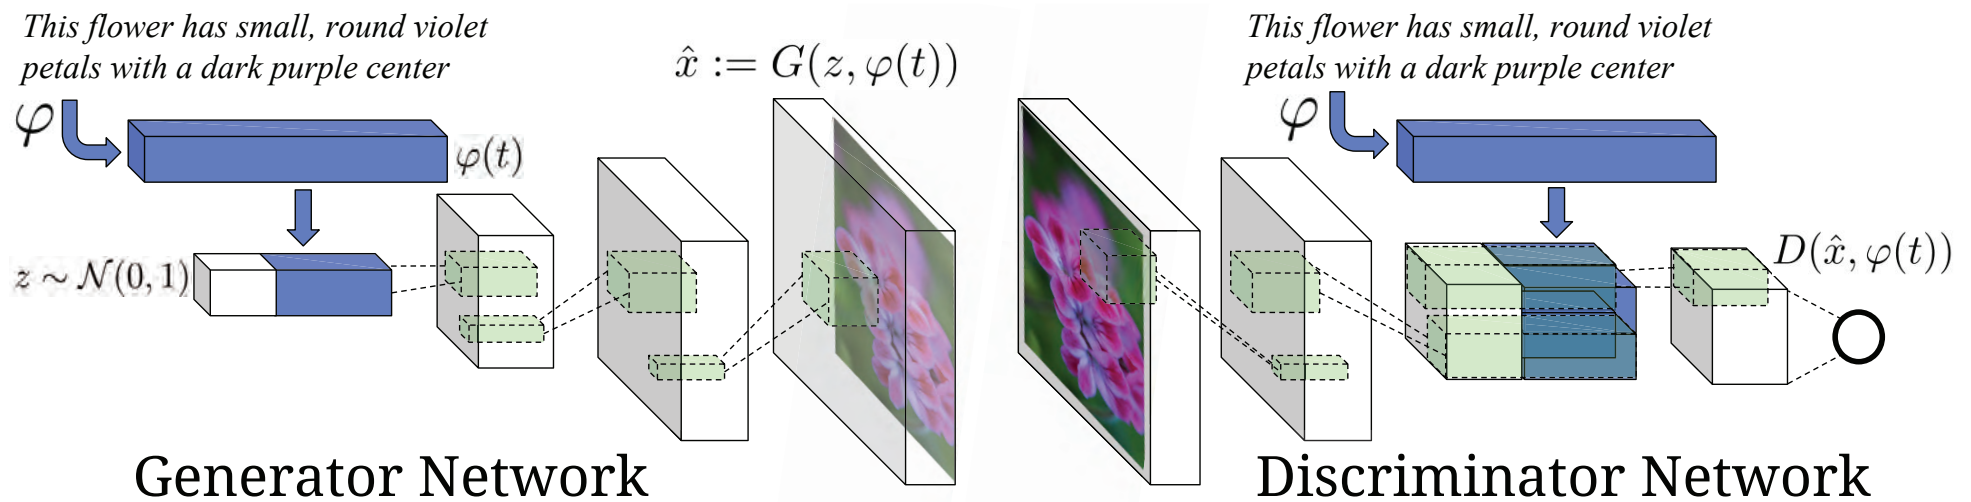 This flower has small, round violet
petals with a dark purple center
φ
φ(t)
z ~ N(0, 1)
x̂ := G(z, φ(t))
Generator Network
This flower has small, round violet
petals with a dark purple center
φ
D(x̂, φ(t))
Discriminator Network